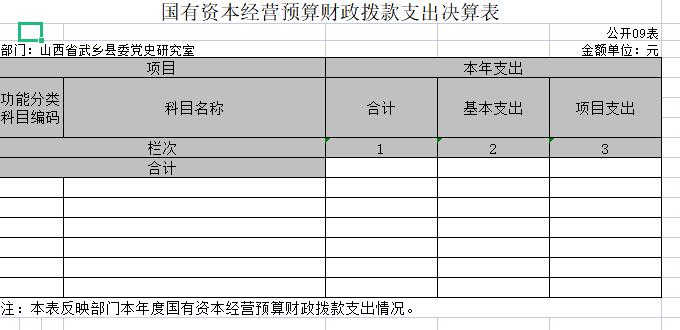 国有资本经营预算财政拨款支出决算表
公开09表
部门：山西省武乡县委党史研究室 金额单位：元
项目 本年支出
功能分类
科目编码 科目名称 合计 基本支出 项目支出
栏次 1 2 3
合计
注：本表反映部门本年度国有资本经营预算财政拨款支出情况。